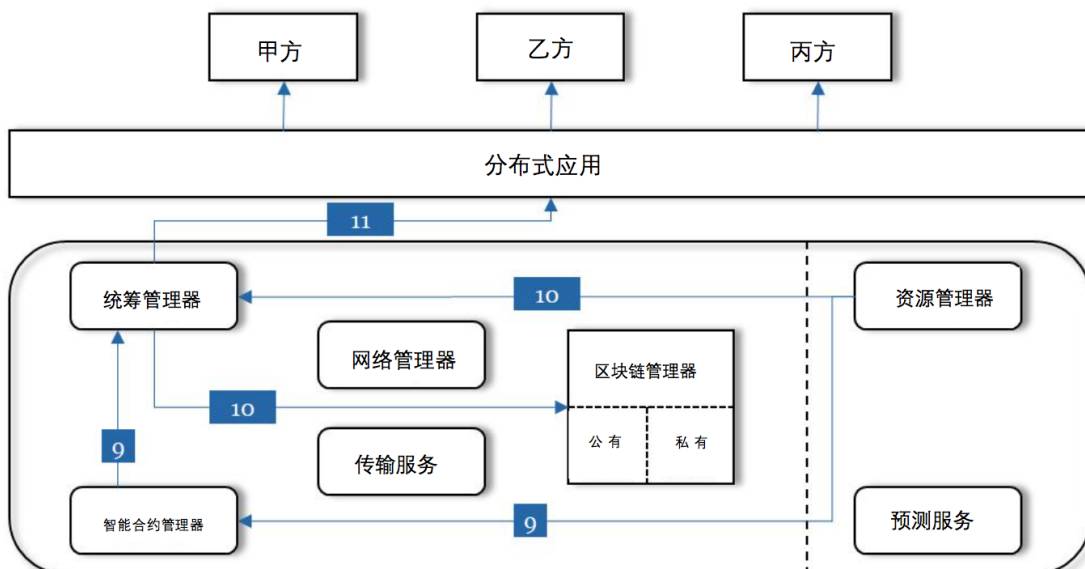 甲方
乙方
丙方
分布式应用
11
统筹管理器
10
资源管理器
网络管理器
区块链管理器
10
公有
私有
9
传输服务
智能合约管理器
9
预测服务